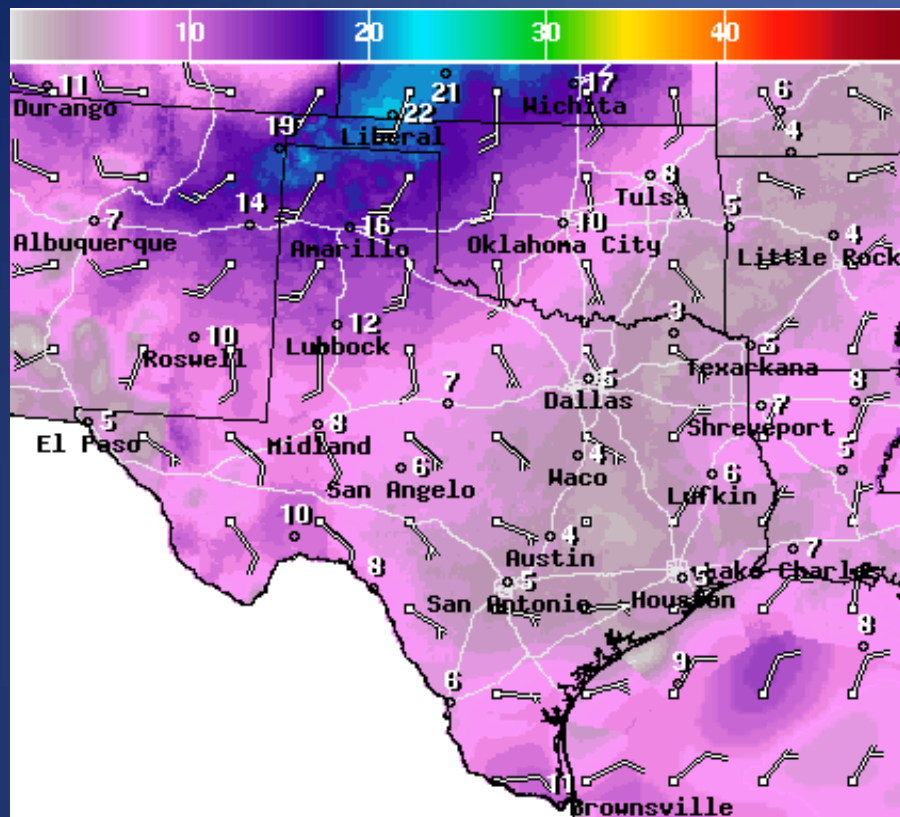 10 20 30 40
11 21 17 6
Durango Wichita
22
19 Liberal 4
8
Tulsa
14 16 10 5 4
7
Albuquerque Amarillo Oklahoma City Little Rock
10 12 3 5
Roswell Lubbock Texarkana
7 8
Dallas
5 8 7
El Paso Midland Shreveport
6 4 6 5
San Angelo Waco Lufkin
10 4 7
Austin
8 5 5 Lake Charles
San Antonio Houston
8
6 9
11
Brownsville